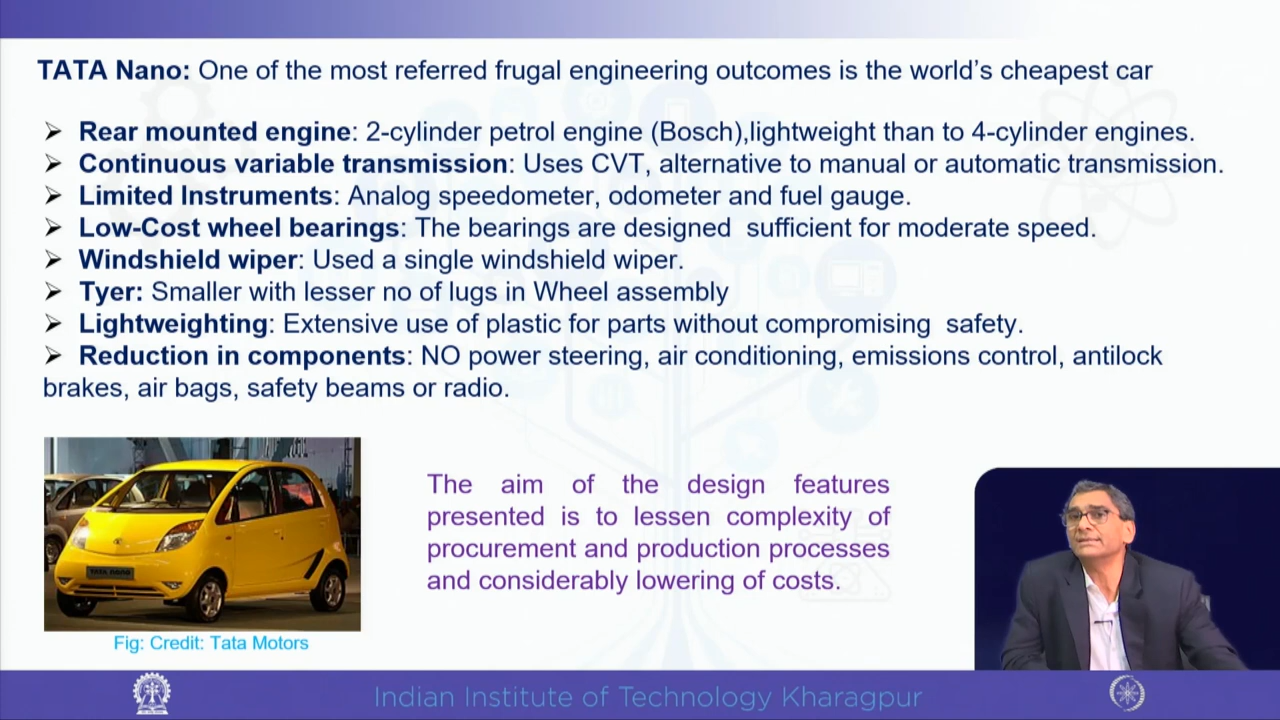 TATA Nano: One of the most referred frugal engineering outcomes is the world's cheapest car
➢ Rear mounted engine: 2-cylinder petrol engine (Bosch),lightweight than to 4-cylinder engines.
➢ Continuous variable transmission: Uses CVT, alternative to manual or automatic transmission.
➢ Limited Instruments: Analog speedometer, odometer and fuel gauge.
➢ Low-Cost wheel bearings: The bearings are designed sufficient for moderate speed.
➢ Windshield wiper: Used a single windshield wiper.
➢ Tyer: Smaller with lesser no of lugs in Wheel assembly
➢ Lightweighting: Extensive use of plastic for parts without compromising safety.
➢ Reduction in components: NO power steering, air conditioning, emissions control, antilock
brakes, air bags, safety beams or radio.
TATA nano
The aim of the design features
presented is to lessen complexity of
procurement and production processes
and considerably lowering of costs.
Fig: Credit: Tata Motors
Indian Institute of Technology Kharagpur